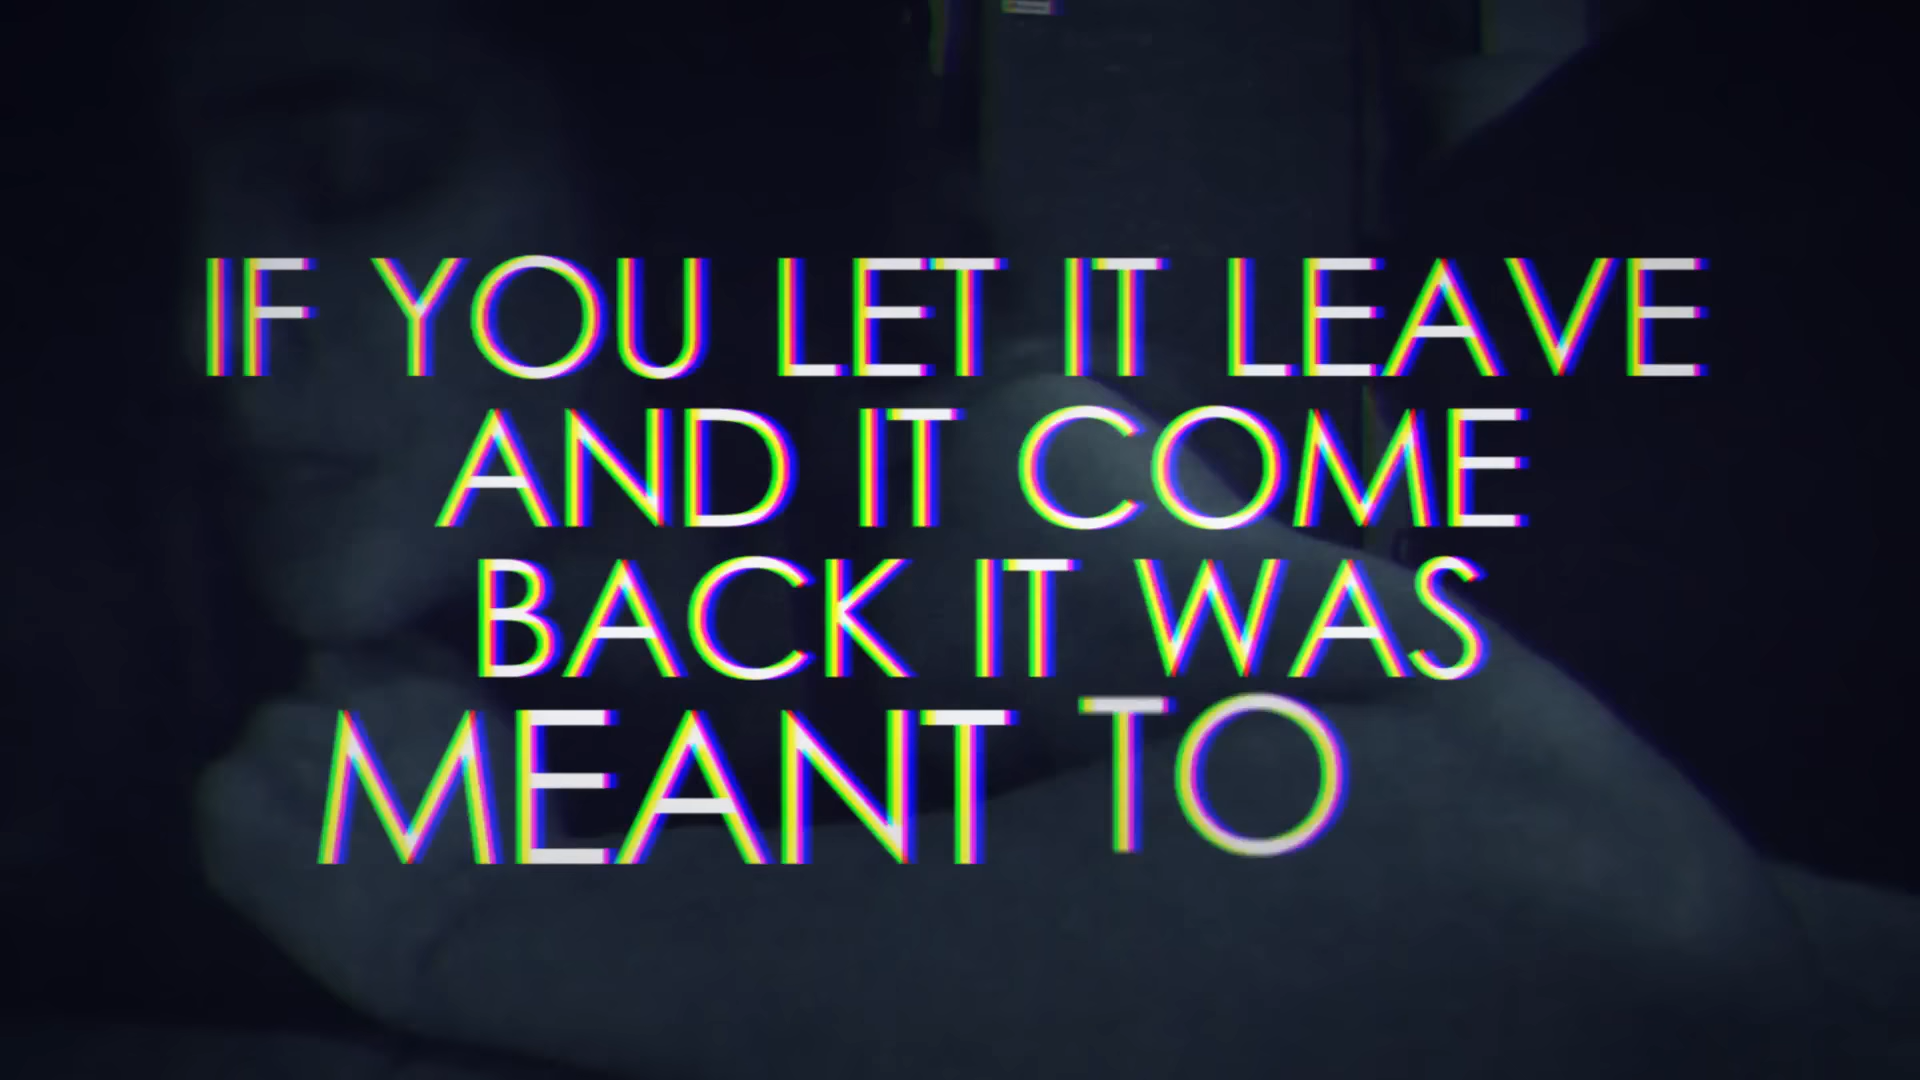 IF YOU LET IT LEAVE
AND IT COME
BACK IT WAS
MEANT TO